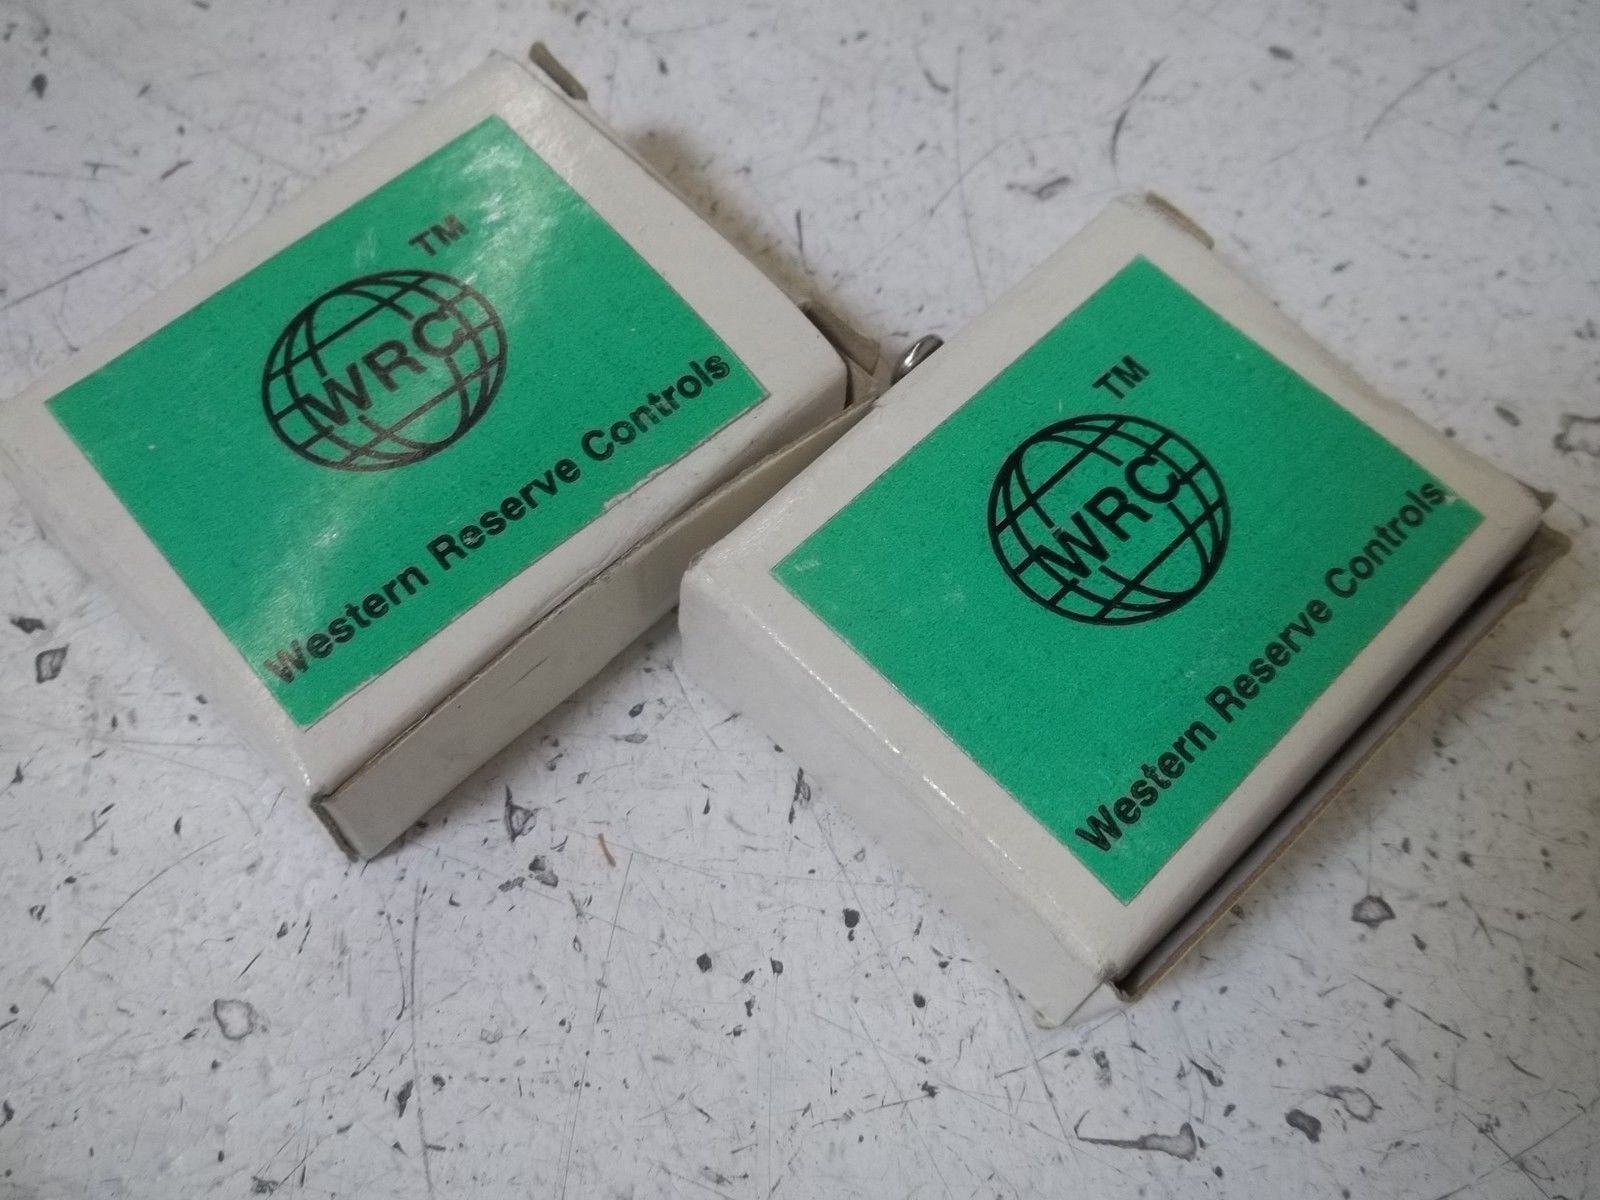 TM
WRC
Western Reserve Controls
TM
WRC
Western Reserve Controls